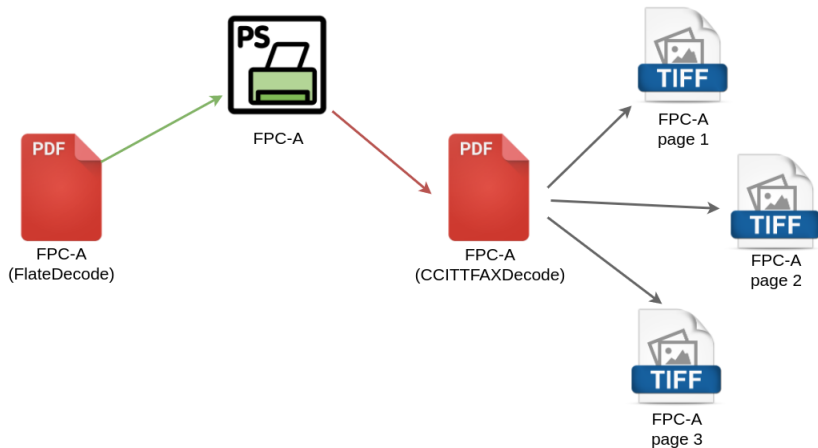 PS
FPC-A
PDF
FPC-A
(FlateDecode)
PDF
FPC-A
(CCITTFAXDecode)
TIFF
FPC-A
page 1
TIFF
FPC-A
page 2
TIFF
FPC-A
page 3